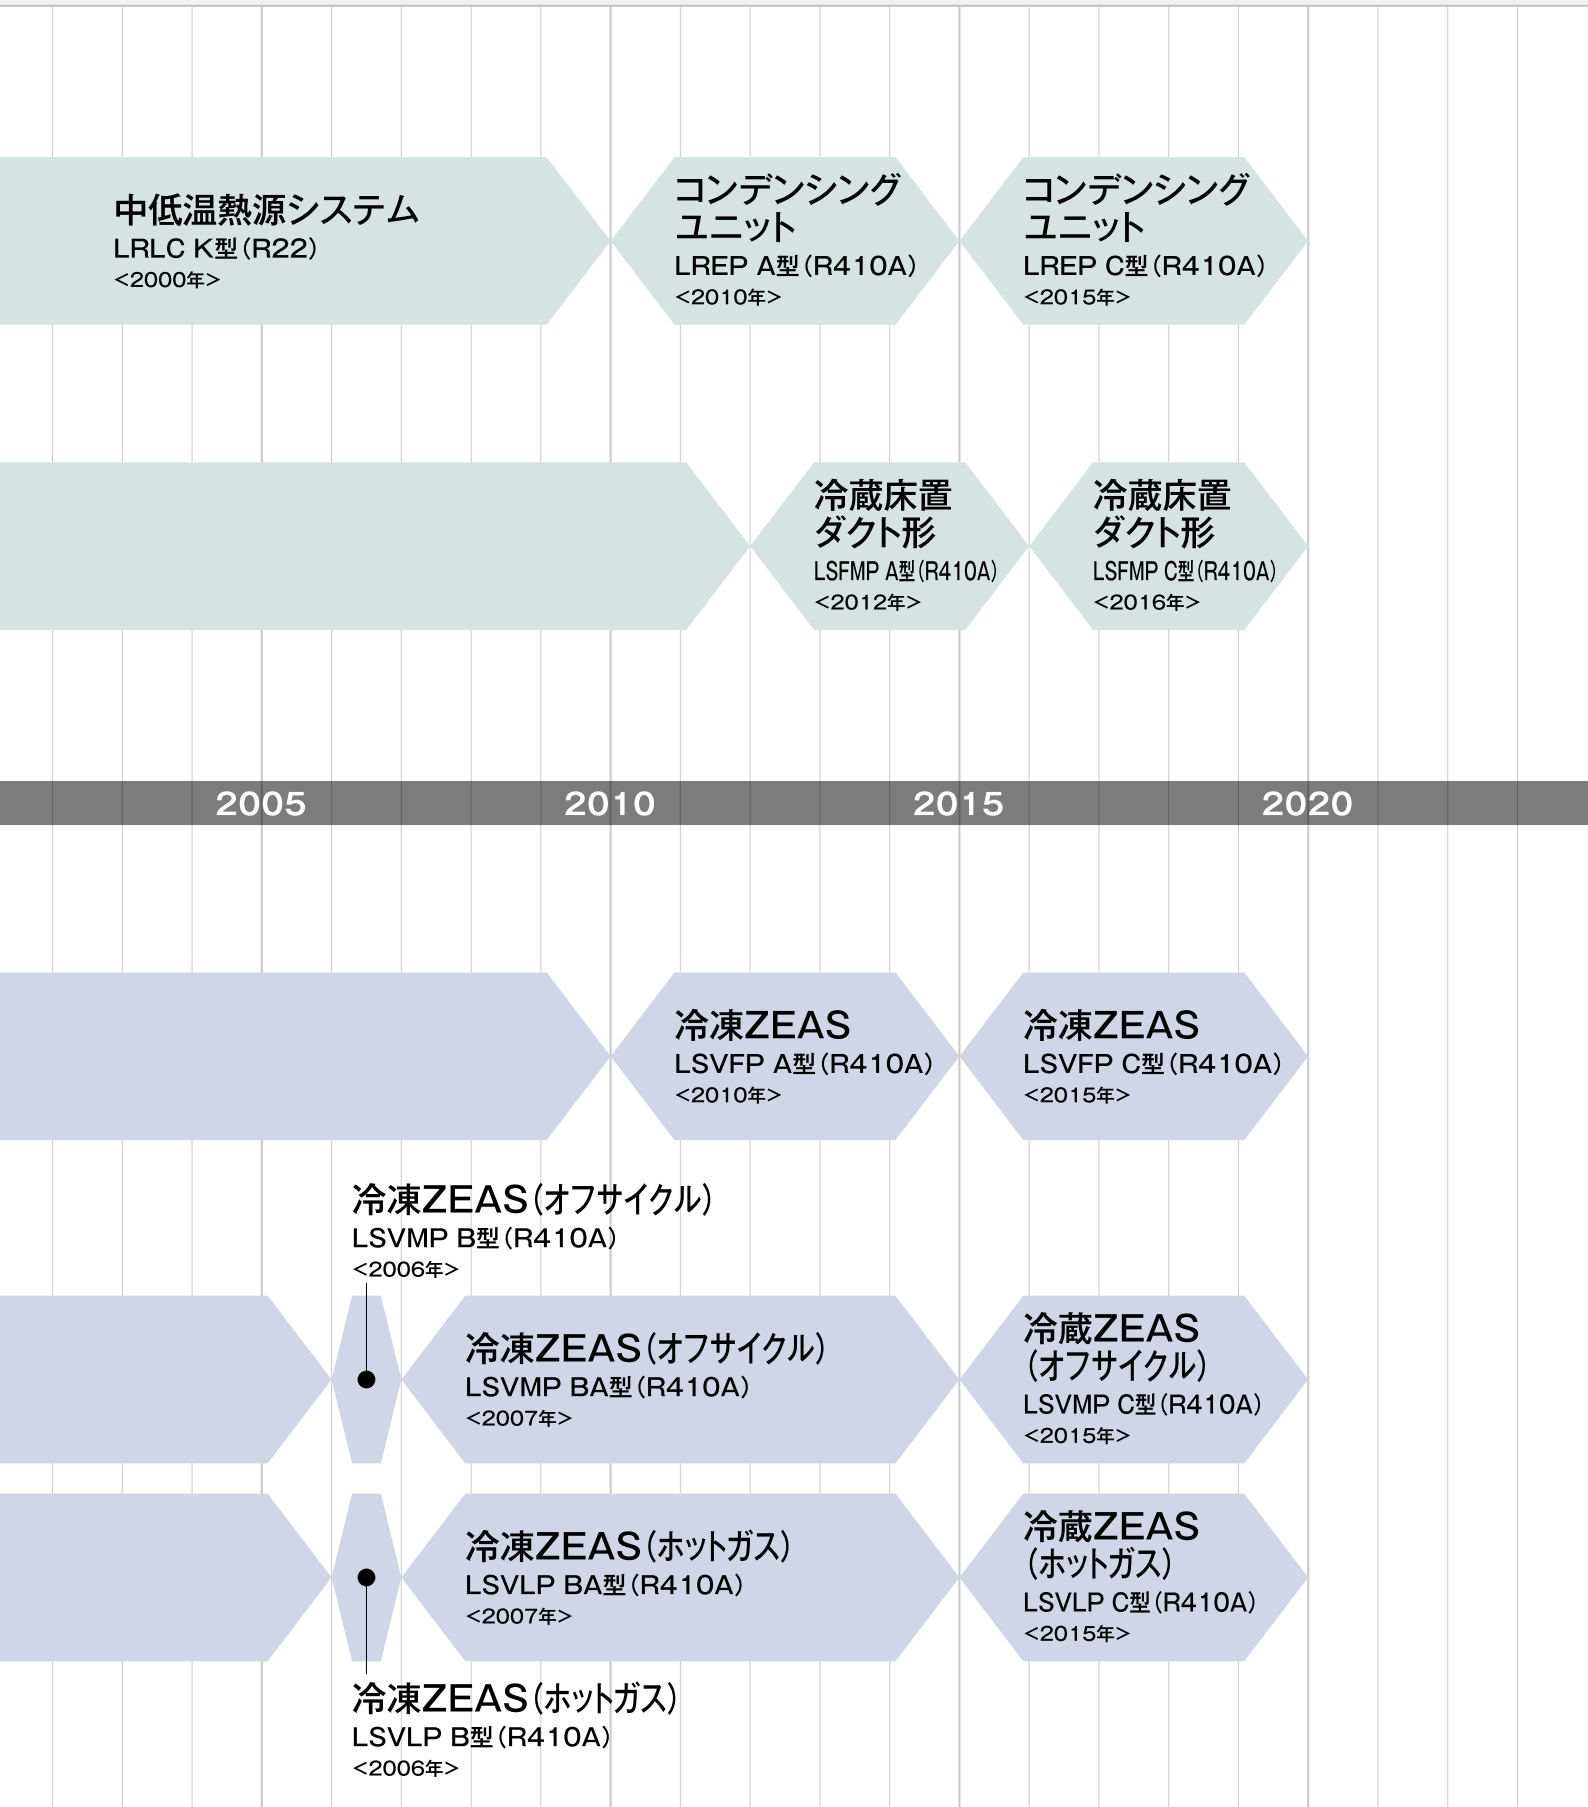 中低温熱源システム
LRLC K型(R22)
<2000年>
コンデンシング
ユニット
LREP A型(R410A)
<2010年>
コンデンシング
ユニット
LREP C型(R410A)
<2015年>
冷蔵床置
ダクト形
LSFMP A型(R410A)
<2012年>
冷蔵床置
ダクト形
LSFMP C型(R410A)
<2016年>
2005 2010 2015 2020
冷凍ZEAS
LSVFP A型(R410A)
<2010年>
冷凍ZEAS
LSVFP C型(R410A)
<2015年>
冷凍ZEAS(オフサイクル)
LSVMP B型(R410A)
<2006年>
冷凍ZEAS(オフサイクル)
LSVMP BA型(R410A)
<2007年>
冷蔵ZEAS
(オフサイクル)
LSVMP C型(R410A)
<2015年>
冷凍ZEAS(ホットガス)
LSVLP BA型(R410A)
<2007年>
冷蔵ZEAS
(ホットガス)
LSVLP C型(R410A)
<2015年>
冷凍ZEAS(ホットガス)
LSVLP B型(R410A)
<2006年>